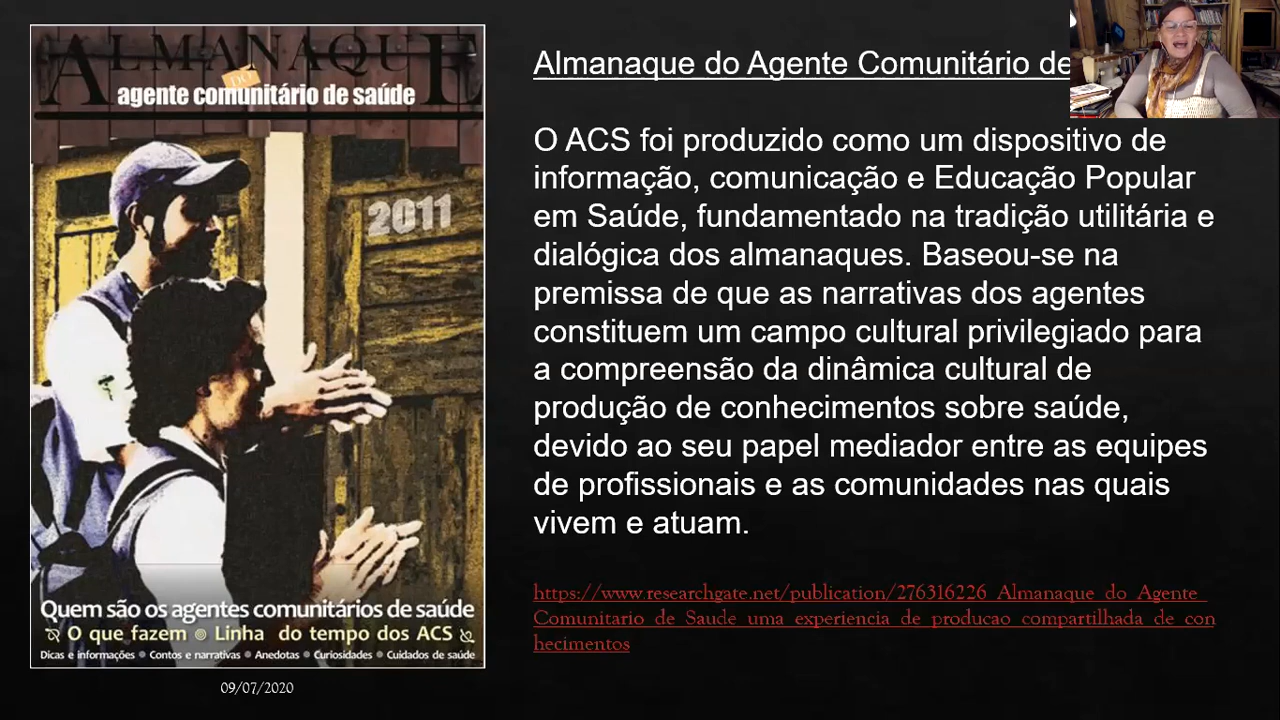 ALMANAQUE
DO
agente comunitário de saúde
2011
Quem são os agentes comunitários de saúde
O que fazem Linha do tempo dos ACS
Dicas e informações Contos e narrativas Anedotas Curiosidades Cuidados de saúde
09/07/2020
Almanaque do Agente Comunitário de
O ACS foi produzido como um dispositivo de
informação, comunicação e Educação Popular
em Saúde, fundamentado na tradição utilitária e
dialógica dos almanaques. Baseou-se na
premissa de que as narrativas dos agentes
constituem um campo cultural privilegiado para
a compreensão da dinâmica cultural de
produção de conhecimentos sobre saúde,
devido ao seu papel mediador entre as equipes
de profissionais e as comunidades nas quais
vivem e atuam.
https://www.researchgate.net/publication/276316226_Almanaque_do_Agente_
Comunitario_de_Saude_uma_experiencia_de_producao_compartilhada_de_con
hecimentos